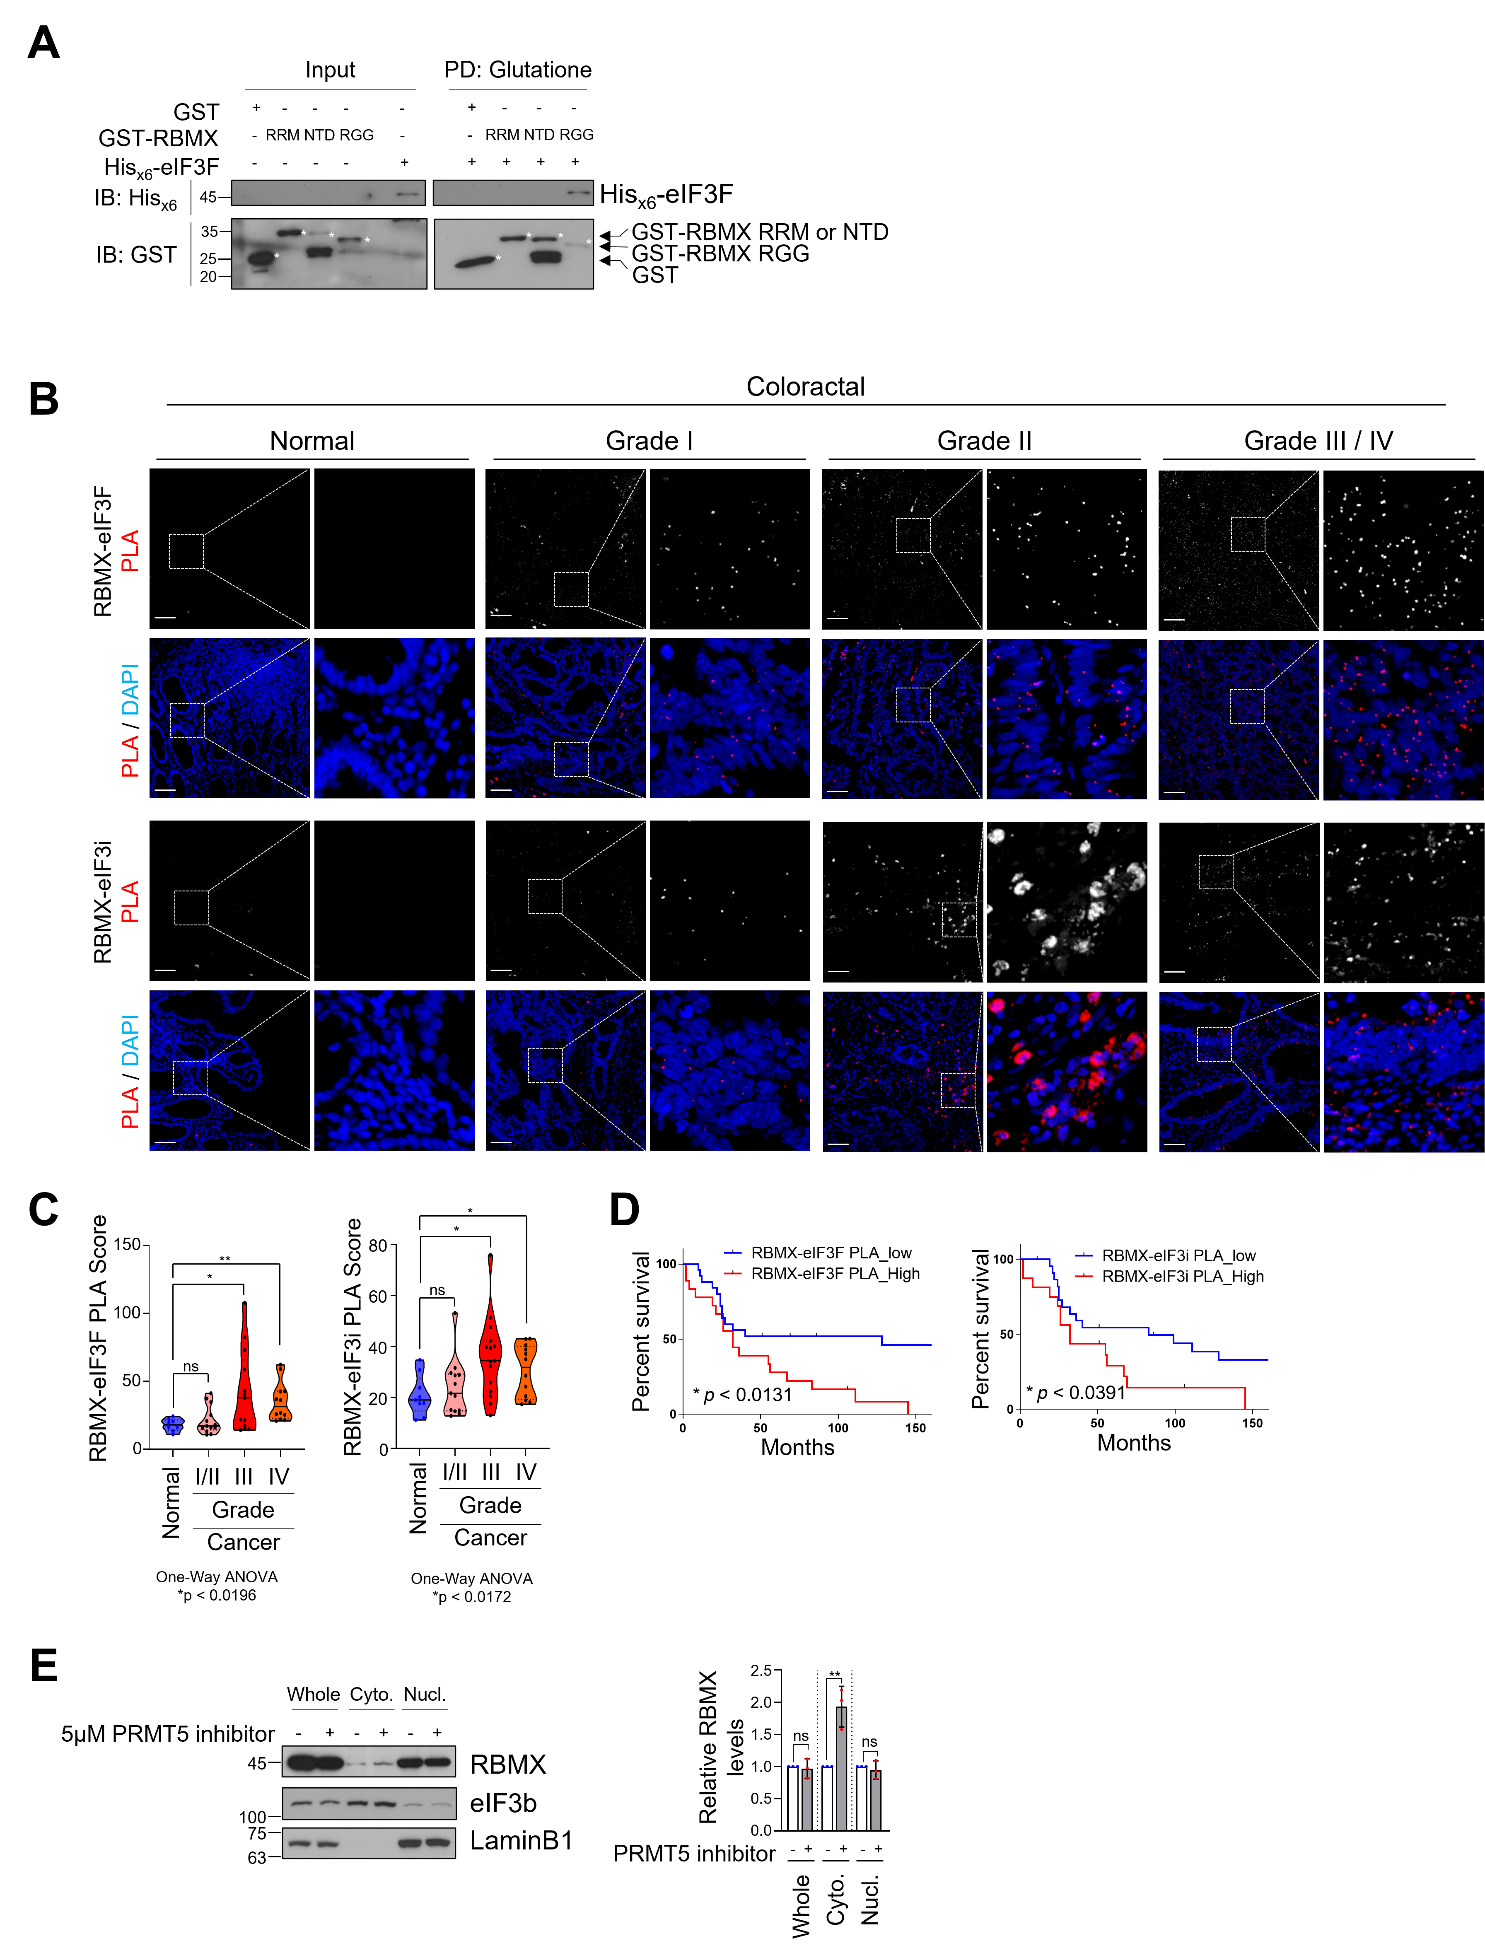 A
Input
PD: Glutatione
GST + - - - - + - - -
GST-RBMX - RRM NTD RGG - - RRM NTD RGG
Hisx6-eIF3F - - - - + + + + +
IB: Hisx6
45
Hisx6-eIF3F
IB: GST
35
25
20
* * * * * * * *
GST-RBMX RRM or NTD
GST-RBMX RGG
GST
B
Coloractal
Normal
Grade I
Grade II
Grade III / IV
RBMX-eIF3F
PLA
PLA / DAPI
RBMX-eIF3i
PLA
PLA / DAPI
C
RBMX-eIF3F PLA Score
150
100
50
0
**
*
ns
Normal
I/II III IV
Grade
Cancer
One-Way ANOVA
*p < 0.0196
RBMX-eIF3i PLA Score
80
60
40
20
0
*
*
ns
Normal
I/II III IV
Grade
Cancer
One-Way ANOVA
*p < 0.0172
D
Percent survival
100
50
0
RBMX-eIF3F PLA_low
RBMX-eIF3F PLA_High
* p < 0.0131
0 50 100 150
Months
Percent survival
100
50
0
RBMX-eIF3i PLA_low
RBMX-eIF3i PLA_High
* p < 0.0391
0 50 100 150
Months
E
Whole Cyto. Nucl.
5μM PRMT5 inhibitor - + - + - +
45
RBMX
100
eIF3b
75
63
LaminB1
Relative RBMX
levels
2.5
2.0
1.5
1.0
0.5
0.0
ns
**
ns
PRMT5 inhibitor - + - + - +
Whole
Cyto.
Nucl.